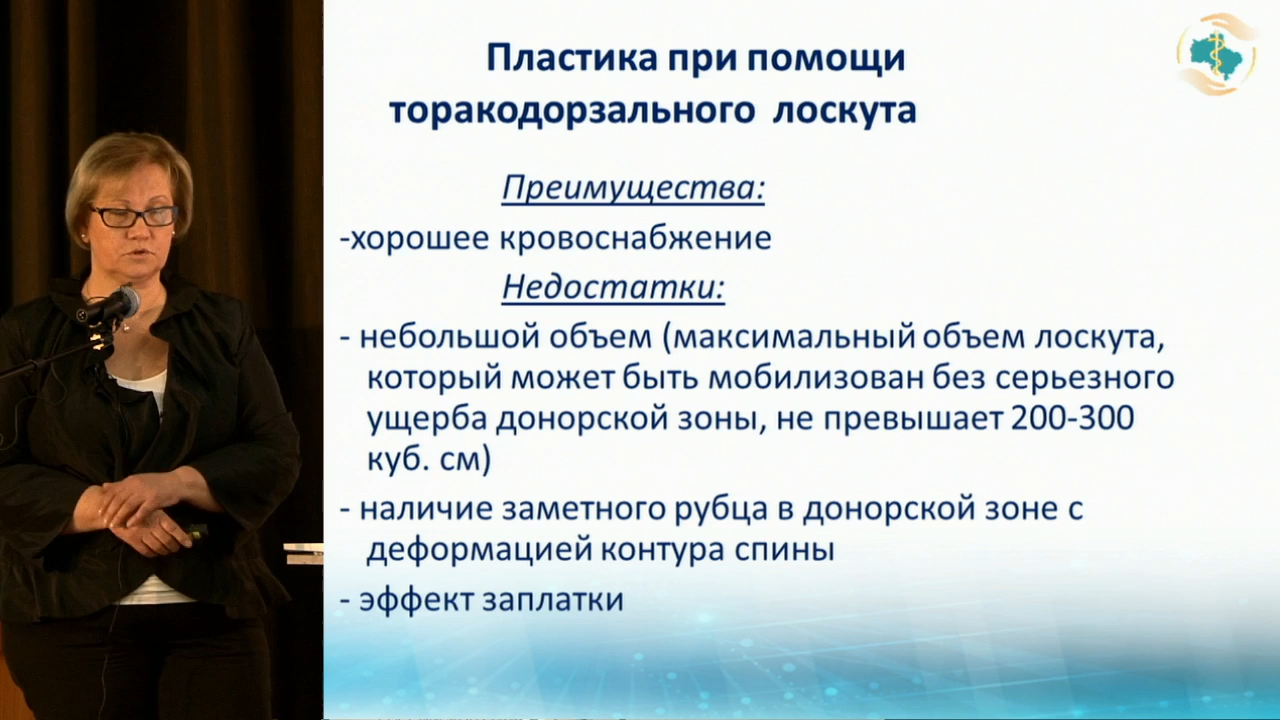 Пластика при помощи
торакодорзального лоскута
Преимущества:
-хорошее кровоснабжение
Недостатки:
- небольшой объем (максимальный объем лоскута,
который может быть мобилизован без серьезного
ущерба донорской зоны, не превышает 200-300
куб. см)
- наличие заметного рубца в донорской зоне с
деформацией контура спины
- эффект заплатки